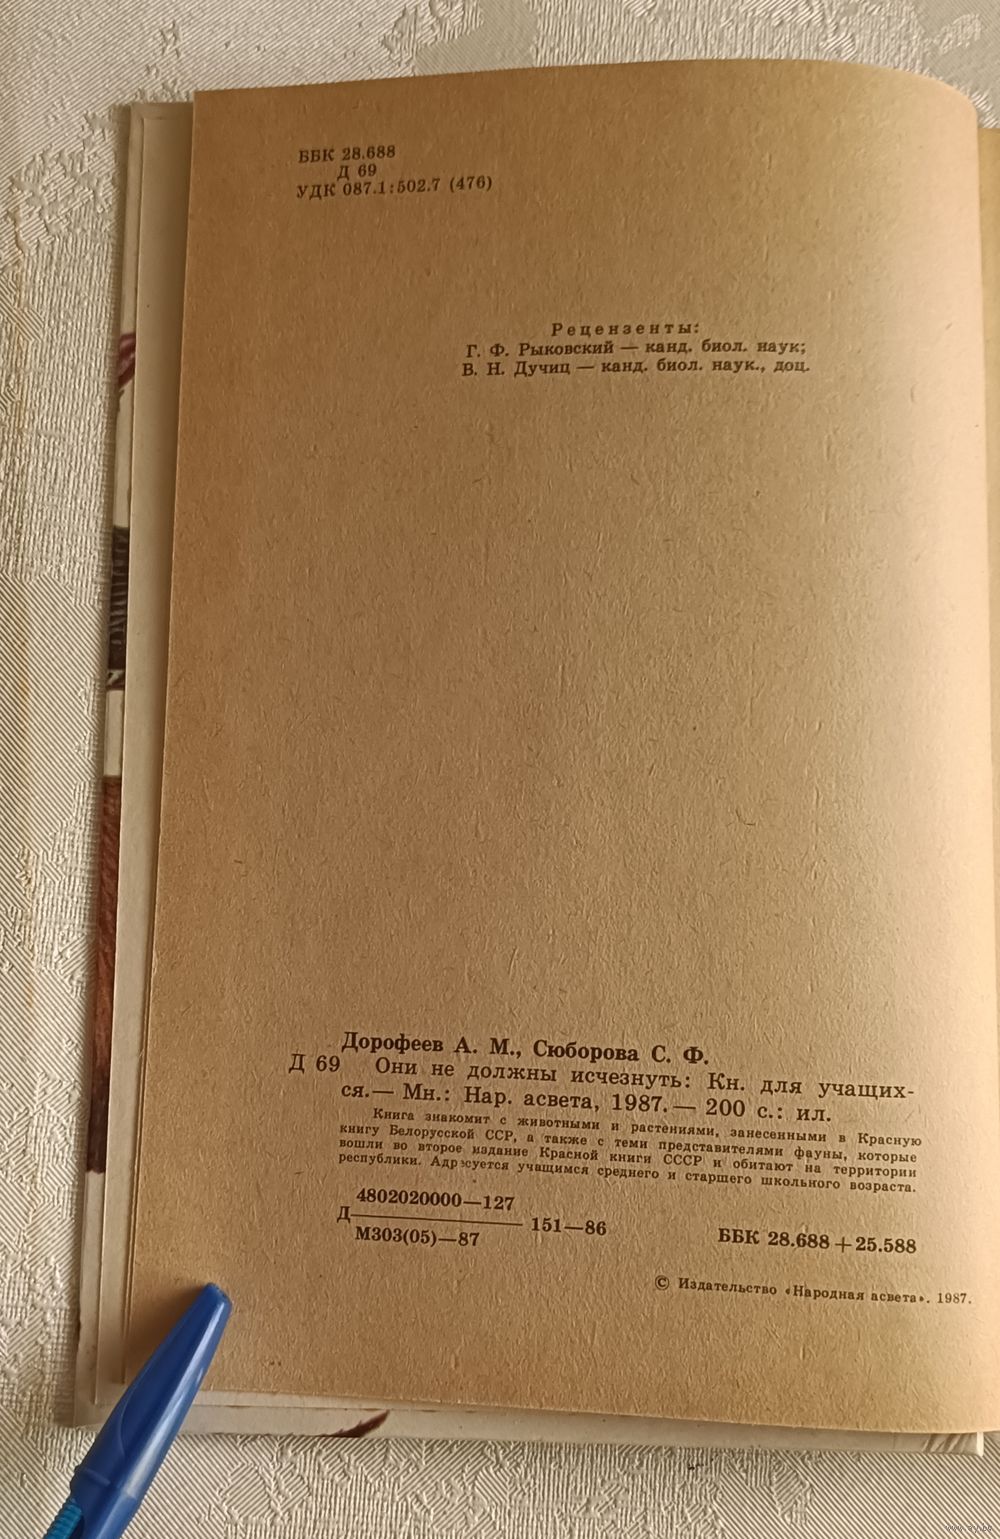 ББК 28.688
Д 69
УДК 087.1:502.7 (476)
Рецензенты:
Г. Ф. Рыковский — канд. биол. наук;
В. Н. Дучиц — канд. биол. наук., доц.
Дорофеев А. М., Сюборова С. Ф.
Д 69 Они не должны исчезнуть: Кн. для учащих-
ся.— Мн.: Нар. асвета, 1987.— 200 с.: ил.
Книга знакомит с животными и растениями, занесенными в Красную
книгу Белорусской ССР, а также с теми представителями фауны, которые
вошли во второе издание Красной книги СССР и обитают на территории
республики. Адресуется учащимся среднего и старшего школьного возраста.
4802020000—127
Д 151—86
М303(05)—87
ББК 28.688+25.588
© Издательство «Народная асвета». 1987.